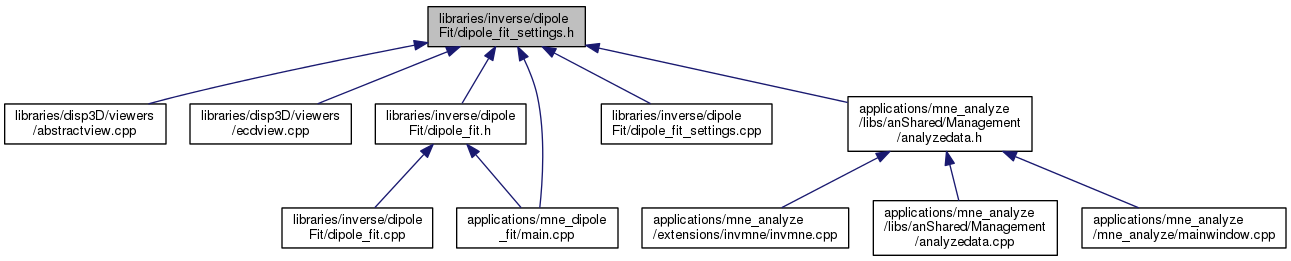 libraries/inverse/dipole
Fit/dipole_fit_settings.h
libraries/disp3D/viewers
/abstractview.cpp
libraries/disp3D/viewers
/ecdview.cpp
libraries/inverse/dipole
Fit/dipole_fit.h
libraries/inverse/dipole
Fit/dipole_fit_settings.cpp
applications/mne_analyze
/libs/anShared/Management
/analyzedata.h
libraries/inverse/dipole
Fit/dipole_fit.cpp
applications/mne_dipole
_fit/main.cpp
applications/mne_analyze
/extensions/invmne/invmne.cpp
applications/mne_analyze
/libs/anShared/Management
/analyzedata.cpp
applications/mne_analyze
/mne_analyze/mainwindow.cpp